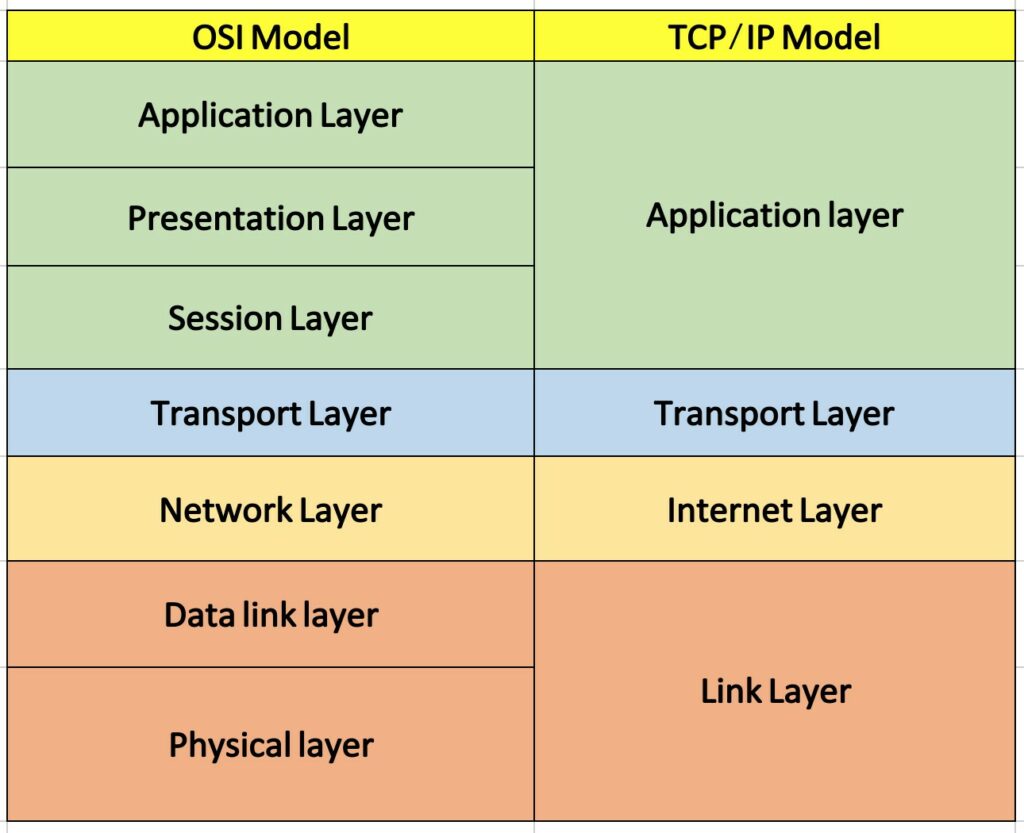 OSI Model
TCP/IP Model
Application Layer
Presentation Layer
Application layer
Session Layer
Transport Layer
Transport Layer
Network Layer
Internet Layer
Data link layer
Link Layer
Physical layer